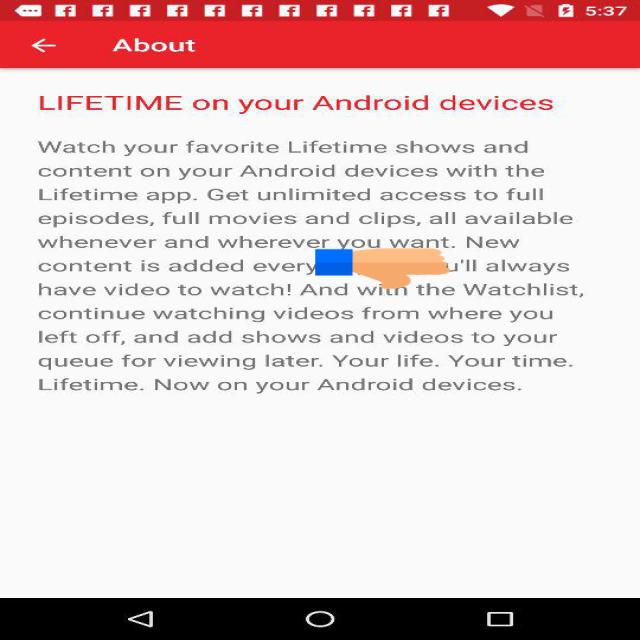 5:37
About
LIFETIME on your Android devices
Watch your favorite Lifetime shows and
content on your Android devices with the
Lifetime app. Get unlimited access to full
episodes, full movies and clips, all available
whenever and wherever you want. New
content is added every always
have video to watch! And with the Watchlist,
continue watching videos from where you
left off, and add shows and videos to your
queue for viewing later. Your life. Your time.
Lifetime. Now on your Android devices.